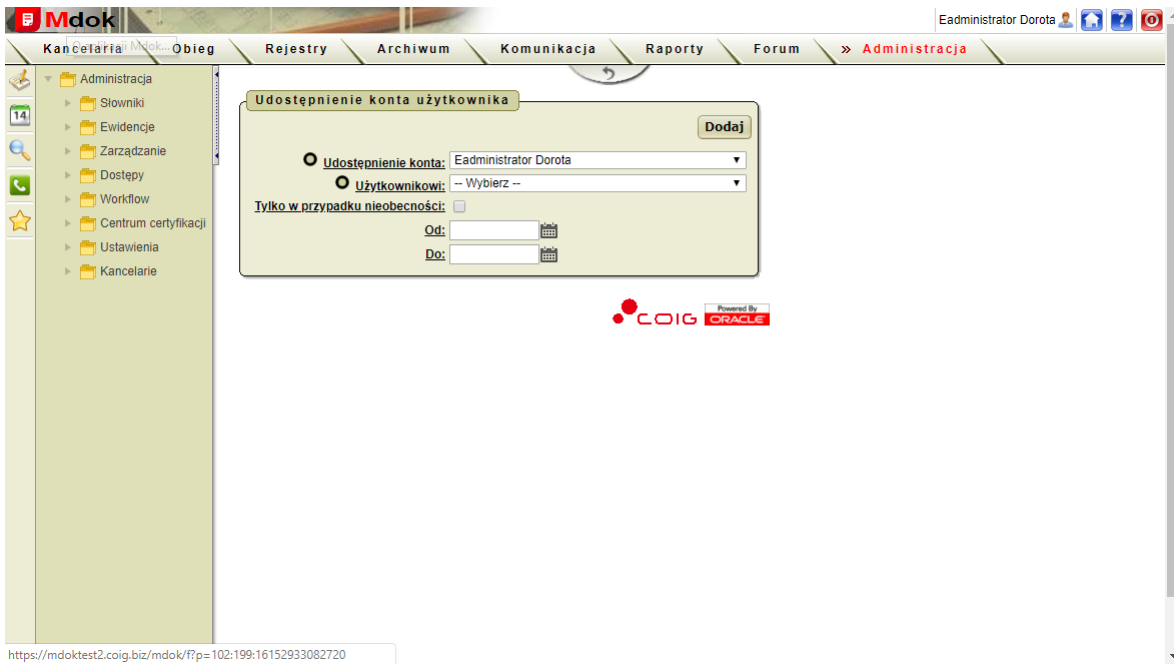 Mdok
Eadministrator Dorota
Kancelaria Obieg Rejestry Archiwum Komunikacja Raporty Forum » Administracja
Administracja
Słowniki
14
Ewidencje
Zarządzanie
Dostępy
Workflow
Centrum certyfikacji
Ustawienia
Kancelarie
Udostępnienie konta użytkownika
Dodaj
Udostępnienie konta: Eadministrator Dorota
Użytkownikowi: -- Wybierz --
Tylko w przypadku nieobecności:
Od:
Do:
COIG Powered By
ORACLE
https://mdoktest2.coig.biz/mdok/f?p=102:199:16152933082720